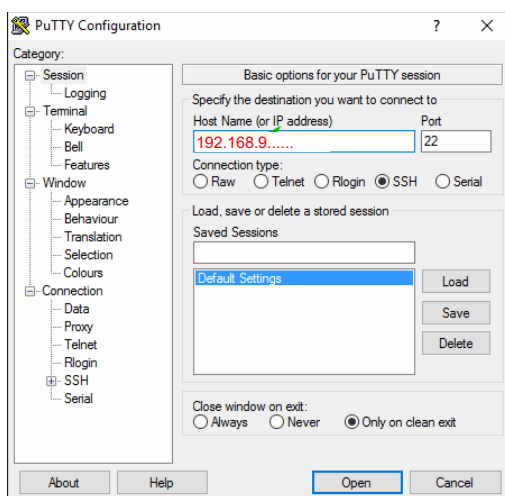 PuTTY Configuration
?
Category:
Session
Logging
Terminal
Keyboard
Bell
Features
Window
Appearance
Behaviour
Translation
Selection
Colours
Connection
Data
Proxy
Telnet
Rlogin
SSH
Serial
Basic options for your PuTTY session
Specify the destination you want to connect to
Host Name (or IP address) Port
192.168.9...... 22
Connection type:
Raw Telnet Rlogin SSH Serial
Load, save or delete a stored session
Saved Sessions
Default Settings
Load
Save
Delete
Close window on exit:
Always Never Only on clean exit
About Help Open Cancel